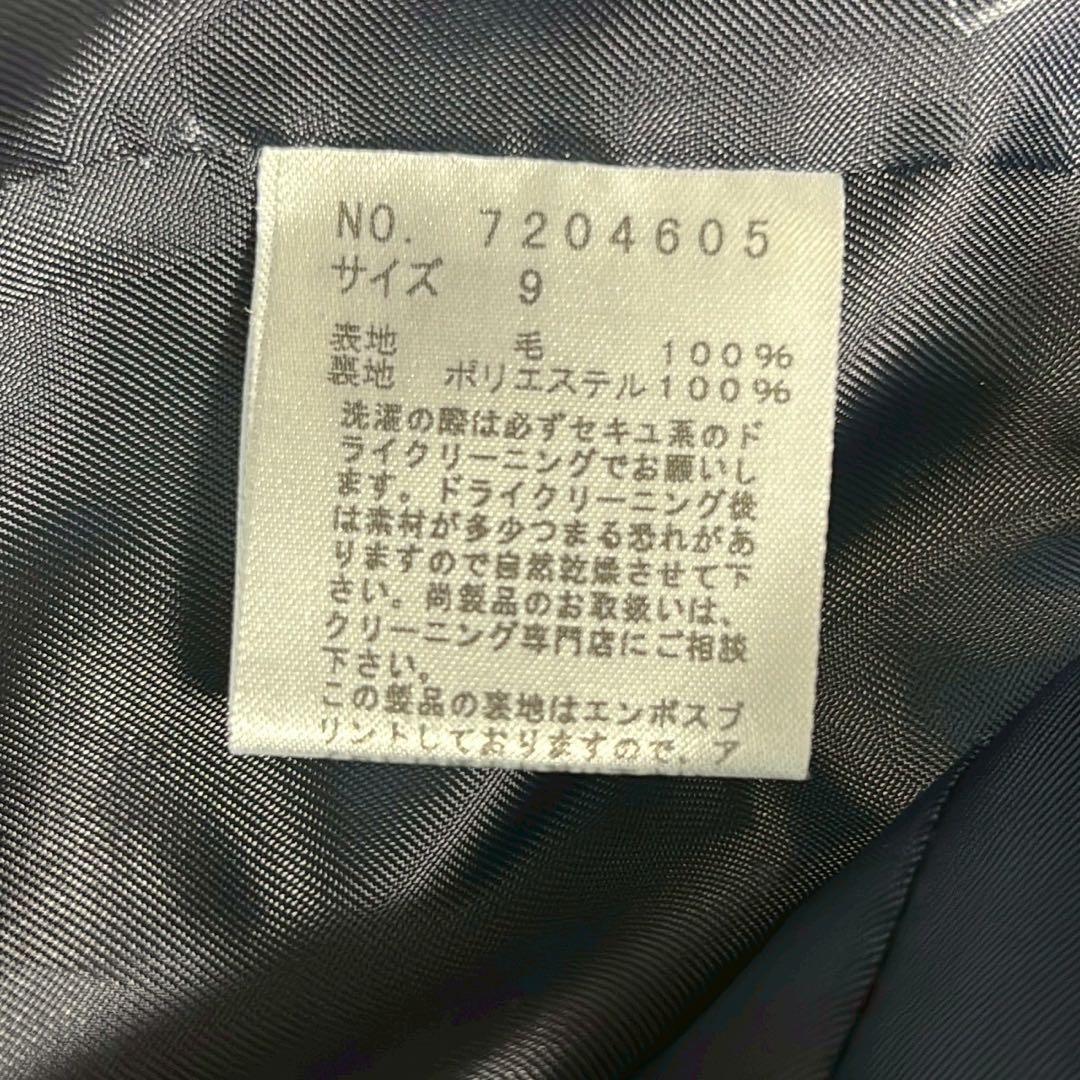 NO. 7204605
サイズ 9
表地 毛 100%
裏地 ポリエステル100%
洗濯の際は必ずセキユ系のド
ライクリーニングでお願いし
ます。ドライクリーニング後
は素材が多少つまる恐れがあ
りますので自然乾燥させて下
さい。尚製品のお取扱いは、
クリーニング専門店にご相談
下さい。
この製品の裏地はエンボスプ
リントしておりますので、ア